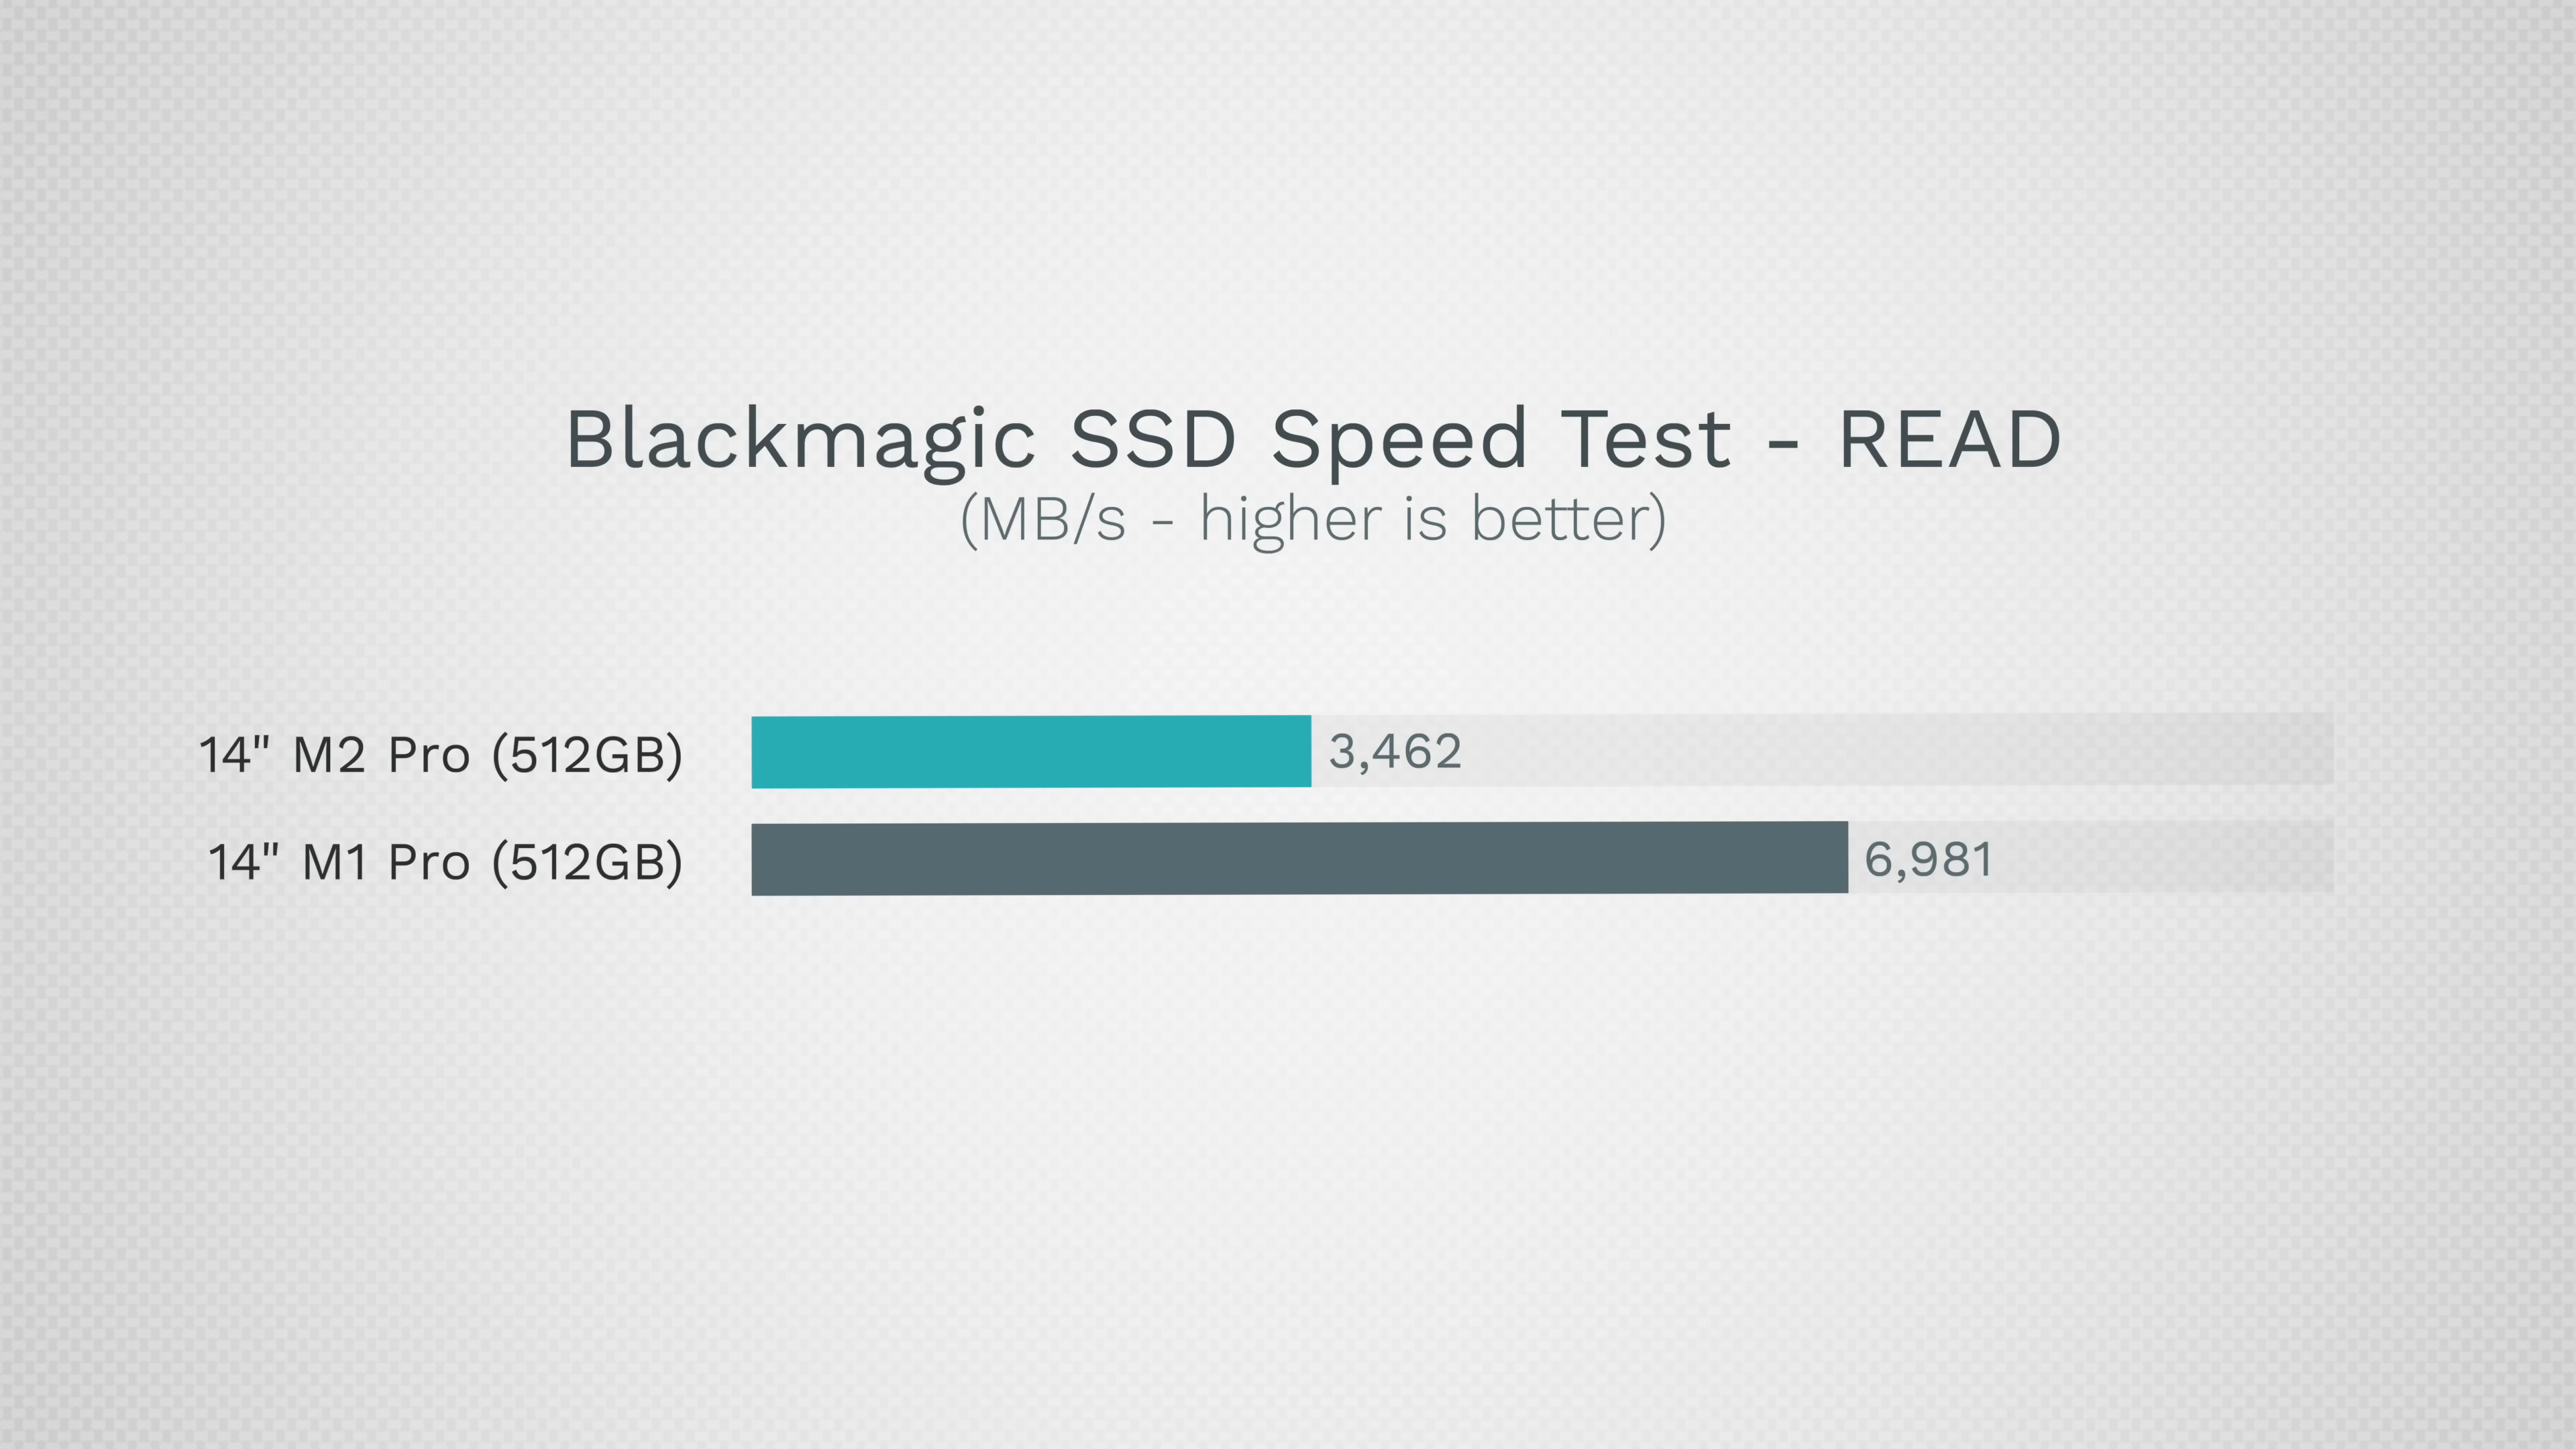 Blackmagic SSD Speed Test - READ
(MB/s - higher is better)
14" M2 Pro (512GB) 3,462
14" M1 Pro (512GB) 6,981